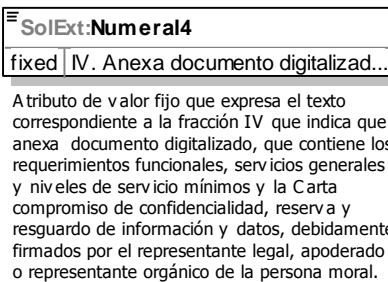 SolExt:Numeral4
fixed IV. Anexa documento digitalizad...
Atributo de valor fijo que expresa el texto
correspondiente a la fracción IV que indica que
anexa documento digitalizado, que contiene los
requerimientos funcionales, servicios generales
y niveles de servicio mínimos y la Carta
compromiso de confidencialidad, reserva y
resguardo de información y datos, debidamente
firmados por el representante legal, apoderado
o representante orgánico de la persona moral.